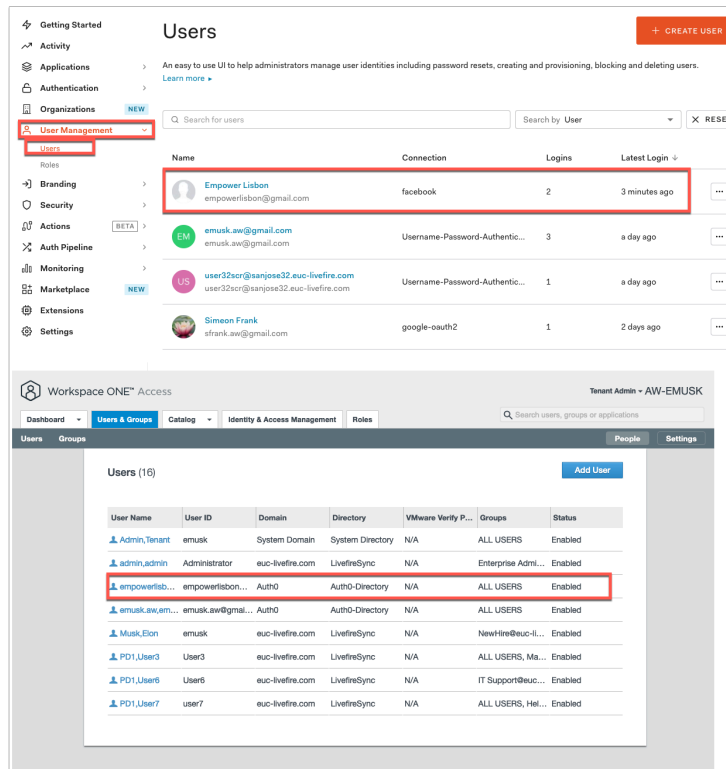 Getting Started
Activity
Applications
Authentication
Organizations NEW
User Management
Users
Roles
Branding
Security
Actions BETA
Auth Pipeline
Monitoring
Marketplace NEW
Extensions
Settings
Users
+ CREATE USER
An easy to use UI to help administrators manage user identities including password resets, creating and provisioning, blocking and deleting users.
Learn more ▸
Search for users
Search by User
RESE
Name Connection Logins Latest Login ↓
Empower Lisbon
empowerlisbon@gmail.com
facebook 2 3 minutes ago ...
EM
emusk.aw@gmail.com
emusk.aw@gmail.com
Username-Password-Authentic... 3 a day ago ...
US
user32scr@sanjose32.euc-livefire.com
user32scr@sanjose32.euc-livefire.com
Username-Password-Authentic... 1 a day ago ...
Simeon Frank
sfrank.aw@gmail.com
google-oauth2 1 2 days ago ...
Workspace ONE™ Access
Tenant Admin AW-EMUSK
Dashboard Users & Groups Catalog Identity & Access Management Roles
Search users, groups or applications
Users Groups People Settings
Users (16)
Add User
User Name User ID Domain Directory VMware Verify P... Groups Status
Admin,Tenant emusk System Domain System Directory N/A ALL USERS Enabled
admin,admin Administrator euc-livefire.com LivefireSync N/A Enterprise Admi... Enabled
empowerlisb... empowerlisbon... Auth0 Auth0-Directory N/A ALL USERS Enabled
emusk.aw,em... emusk.aw@gmai... Auth0 Auth0-Directory N/A ALL USERS Enabled
Musk,Elon emusk euc-livefire.com LivefireSync N/A NewHire@euc-li... Enabled
PD1,User3 User3 euc-livefire.com LivefireSync N/A ALL USERS, Ma... Enabled
PD1,User6 User6 euc-livefire.com LivefireSync N/A IT Support@euc... Enabled
PD1,User7 user7 euc-livefire.com LivefireSync N/A ALL USERS, Hel... Enabled